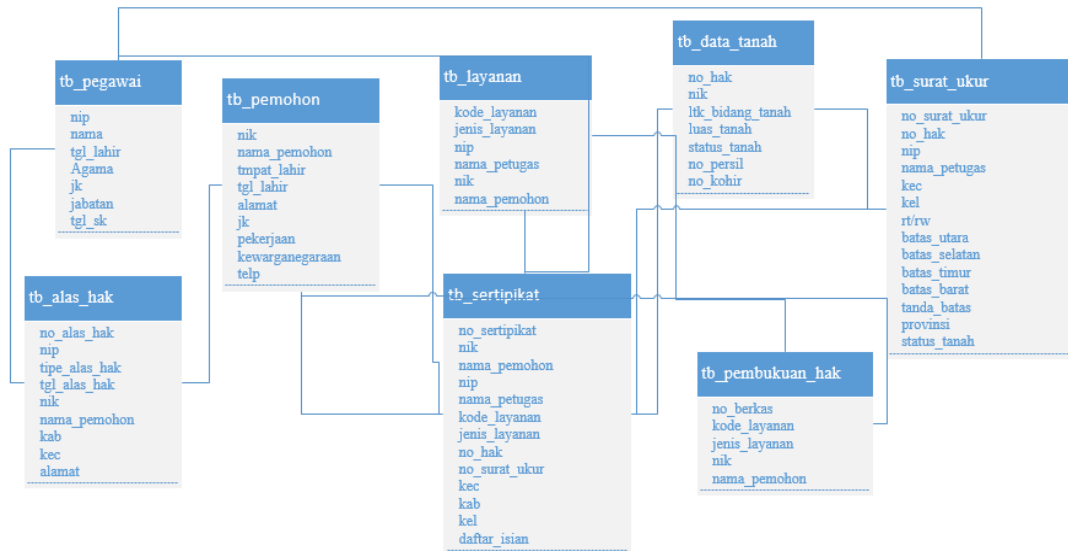 tb_pegawai
nip
nama
tgl_lahir
Agama
jk
jabatan
tgl_sk
tb_pemohon
nik
nama_pemohon
tmpat_lahir
tgl_lahir
alamat
jk
pekerjaan
kewarganegaraan
telp
tb_layanan
kode_layanan
jenis_layanan
nip
nama_petugas
nik
nama_pemohon
tb_data_tanah
no_hak
nik
ltk_bidang_tanah
luas_tanah
status_tanah
no_persil
no_kohir
tb_surat_ukur
no_surat_ukur
no_hak
nip
nama_petugas
kec
kel
rt/rw
batas_utara
batas_selatan
batas_timur
batas_barat
tanda_batas
provinsi
status_tanah
tb_alas_hak
no_alas_hak
nip
tipe_alas_hak
tgl_alas_hak
nik
nama_pemohon
kab
kec
alamat
tb_sertipikat
no_sertipikat
nik
nama_pemohon
nip
nama_petugas
kode_layanan
jenis_layanan
no_hak
no_surat_ukur
kec
kab
kel
daftar_isian
tb_pembukuan_hak
no_berkas
kode_layanan
jenis_layanan
nik
nama_pemohon